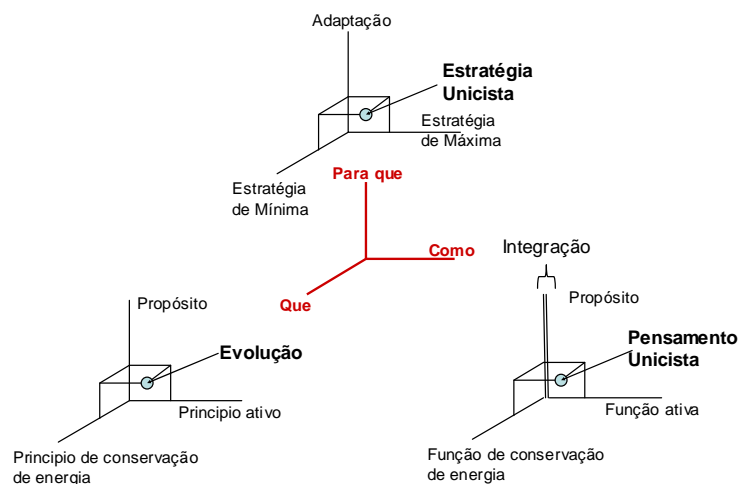 Adaptação
Estratégia
Unicista
Estratégia
de Máxima
Estratégia
de Mínima
Para que
Como
Que
Integração
Propósito
Propósito
Evolução
Principio ativo
Principio de conservação
de energia
Pensamento
Unicista
Função ativa
Função de conservação
de energia